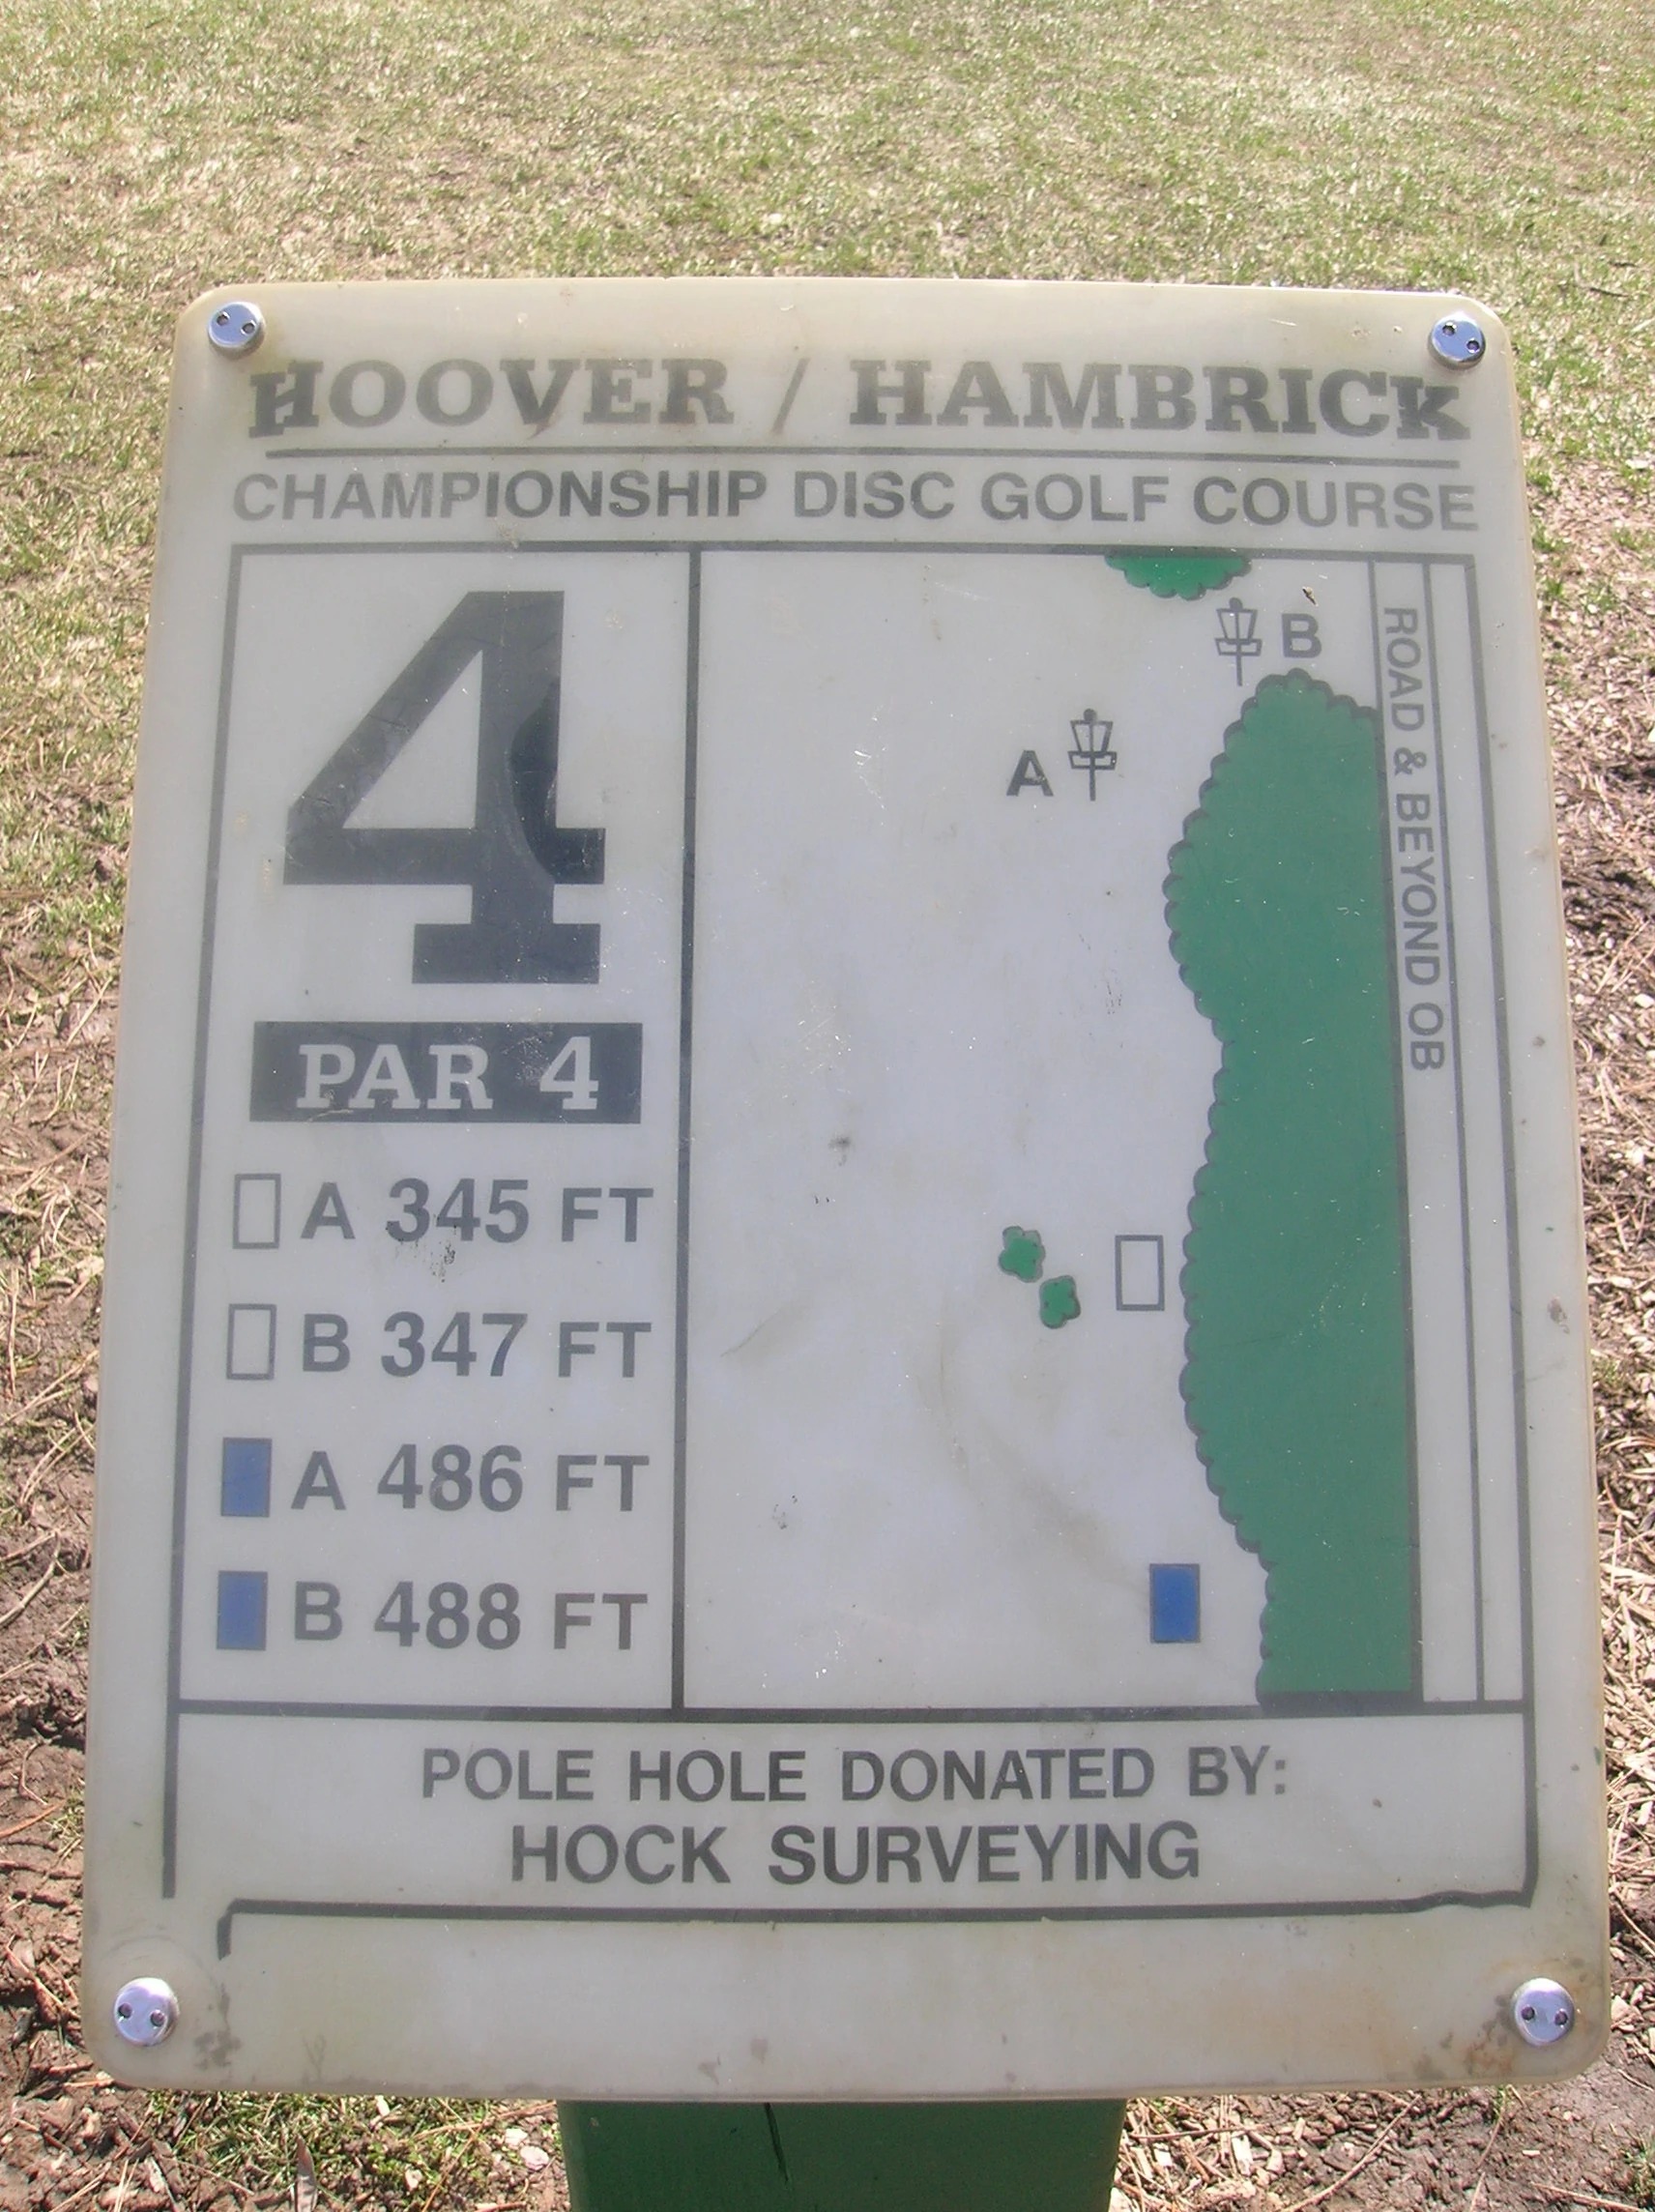 HOOVER / HAMBRICK
CHAMPIONSHIP DISC GOLF COURSE
4
PAR 4
A 345 FT
B 347 FT
A 486 FT
B 488 FT
B
A
ROAD & BEYOND OB
POLE HOLE DONATED BY:
HOCK SURVEYING